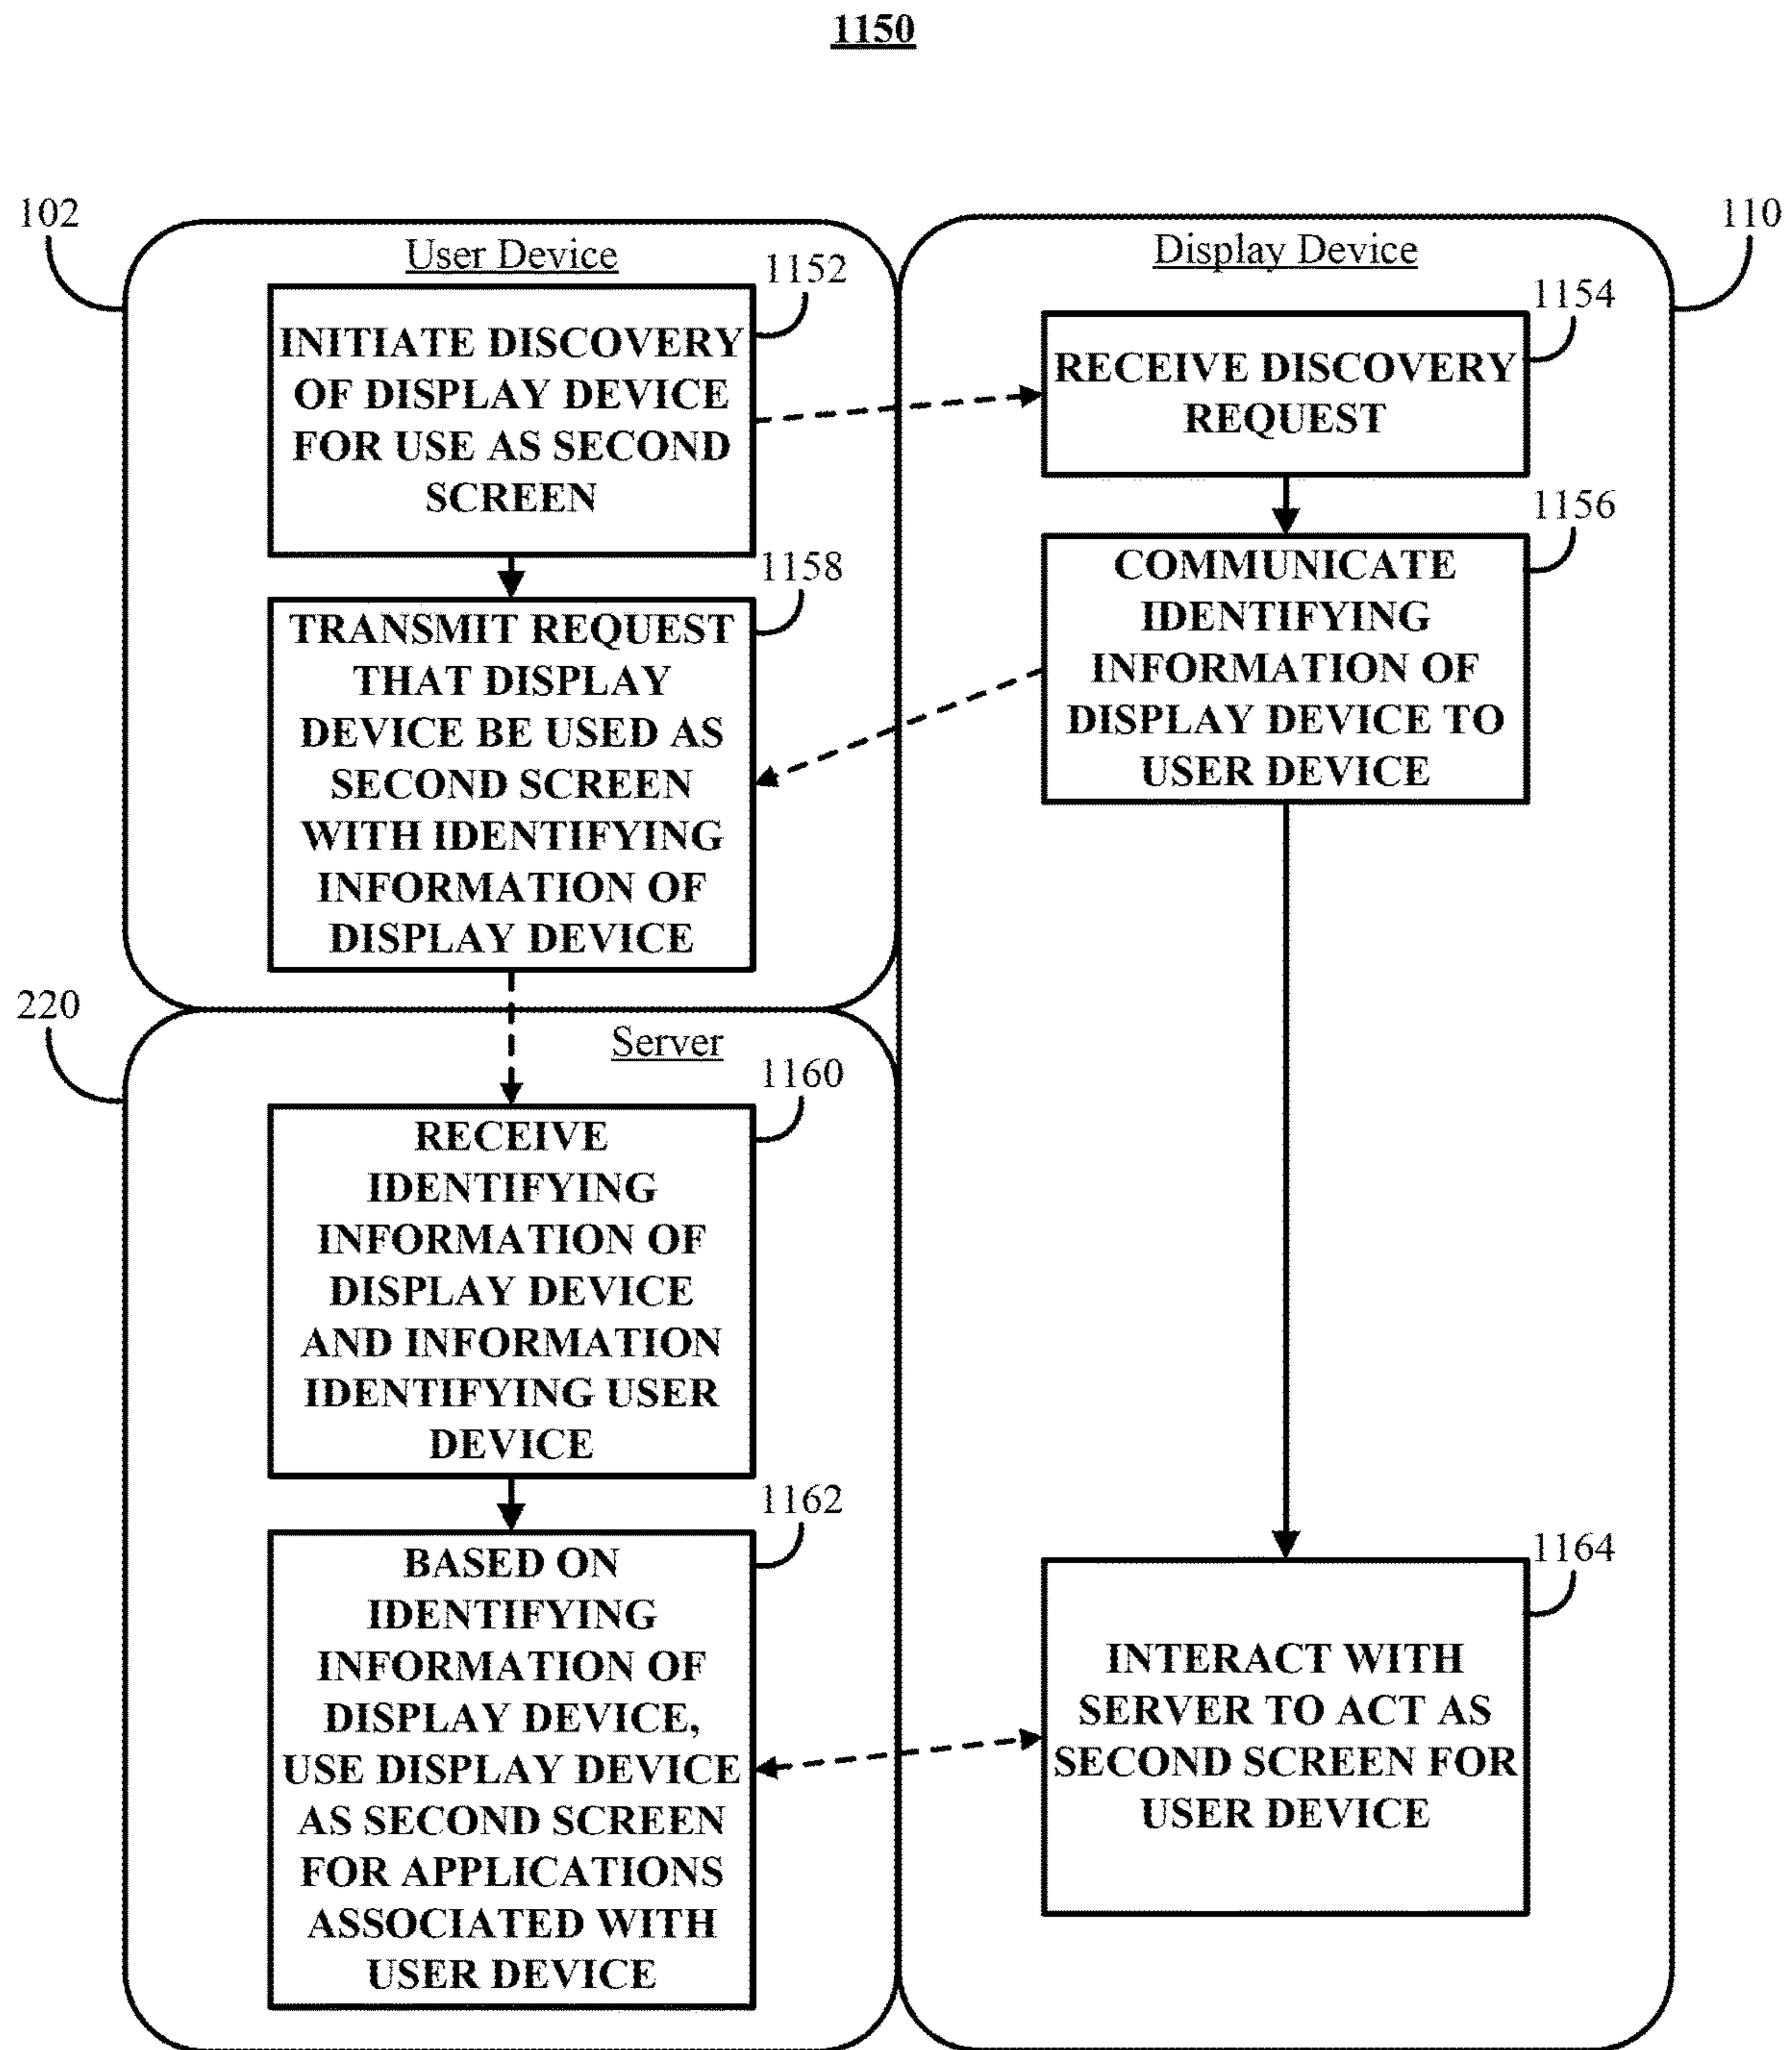 1150
102
User Device
1152
INITIATE DISCOVERY
OF DISPLAY DEVICE
FOR USE AS SECOND
SCREEN
1158
TRANSMIT REQUEST
THAT DISPLAY
DEVICE BE USED AS
SECOND SCREEN
WITH IDENTIFYING
INFORMATION OF
DISPLAY DEVICE
110
Display Device
1154
RECEIVE DISCOVERY
REQUEST
1156
COMMUNICATE
IDENTIFYING
INFORMATION OF
DISPLAY DEVICE TO
USER DEVICE
220
Server
1160
RECEIVE
IDENTIFYING
INFORMATION OF
DISPLAY DEVICE
AND INFORMATION
IDENTIFYING USER
DEVICE
1162
BASED ON
IDENTIFYING
INFORMATION OF
DISPLAY DEVICE,
USE DISPLAY DEVICE
AS SECOND SCREEN
FOR APPLICATIONS
ASSOCIATED WITH
USER DEVICE
1164
INTERACT WITH
SERVER TO ACT AS
SECOND SCREEN FOR
USER DEVICE